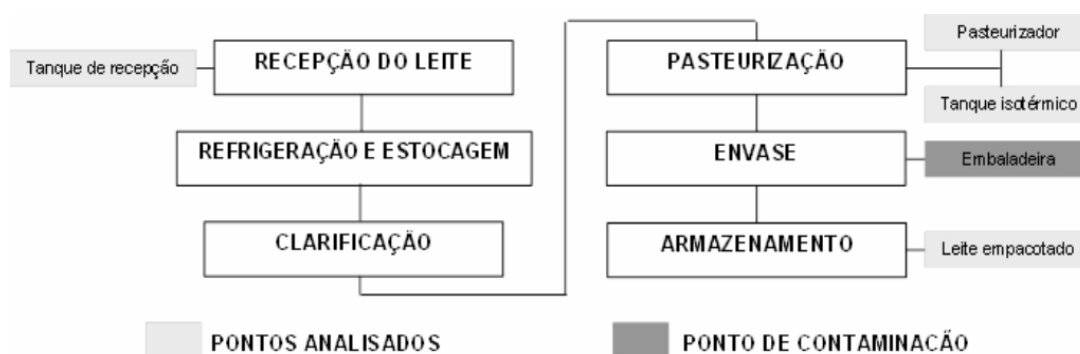 Tanque de recepção
RECEPÇÃO DO LEITE
REFRIGERAÇÃO E ESTOCAGEM
CLARIFICAÇÃO
PASTEURIZAÇÃO
Pasteurizador
Tanque isotérmico
ENVASE
Embaladeira
ARMAZENAMENTO
Leite empacotado
PONTOS ANALISADOS
PONTO DE CONTAMINAÇÃO